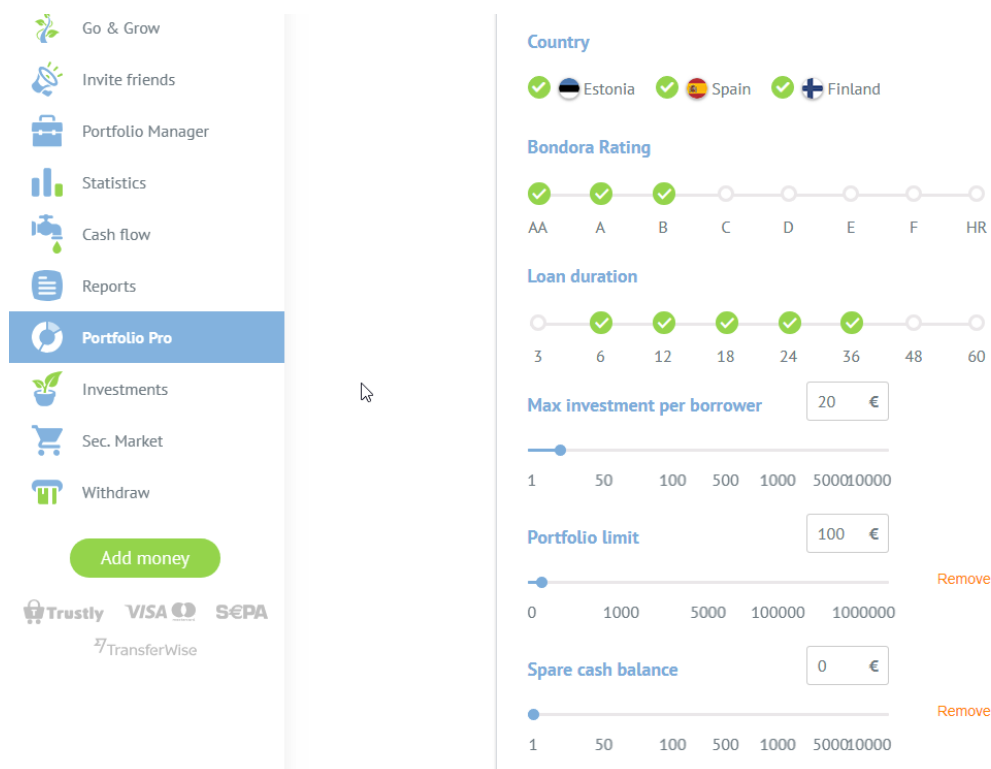 Go & Grow
Invite friends
Portfolio Manager
Statistics
Cash flow
Reports
Portfolio Pro
Investments
Sec. Market
Withdraw
Add money
Trustly VISA S€PA
TransferWise
Country
Estonia Spain Finland
Bondora Rating
AA A B C D E F HR
Loan duration
3 6 12 18 24 36 48 60
Max investment per borrower 20 €
1 50 100 500 1000 5000 10000
Portfolio limit 100 €
Remove
0 1000 5000 100000 1000000
Spare cash balance 0 €
Remove
1 50 100 500 1000 5000 10000